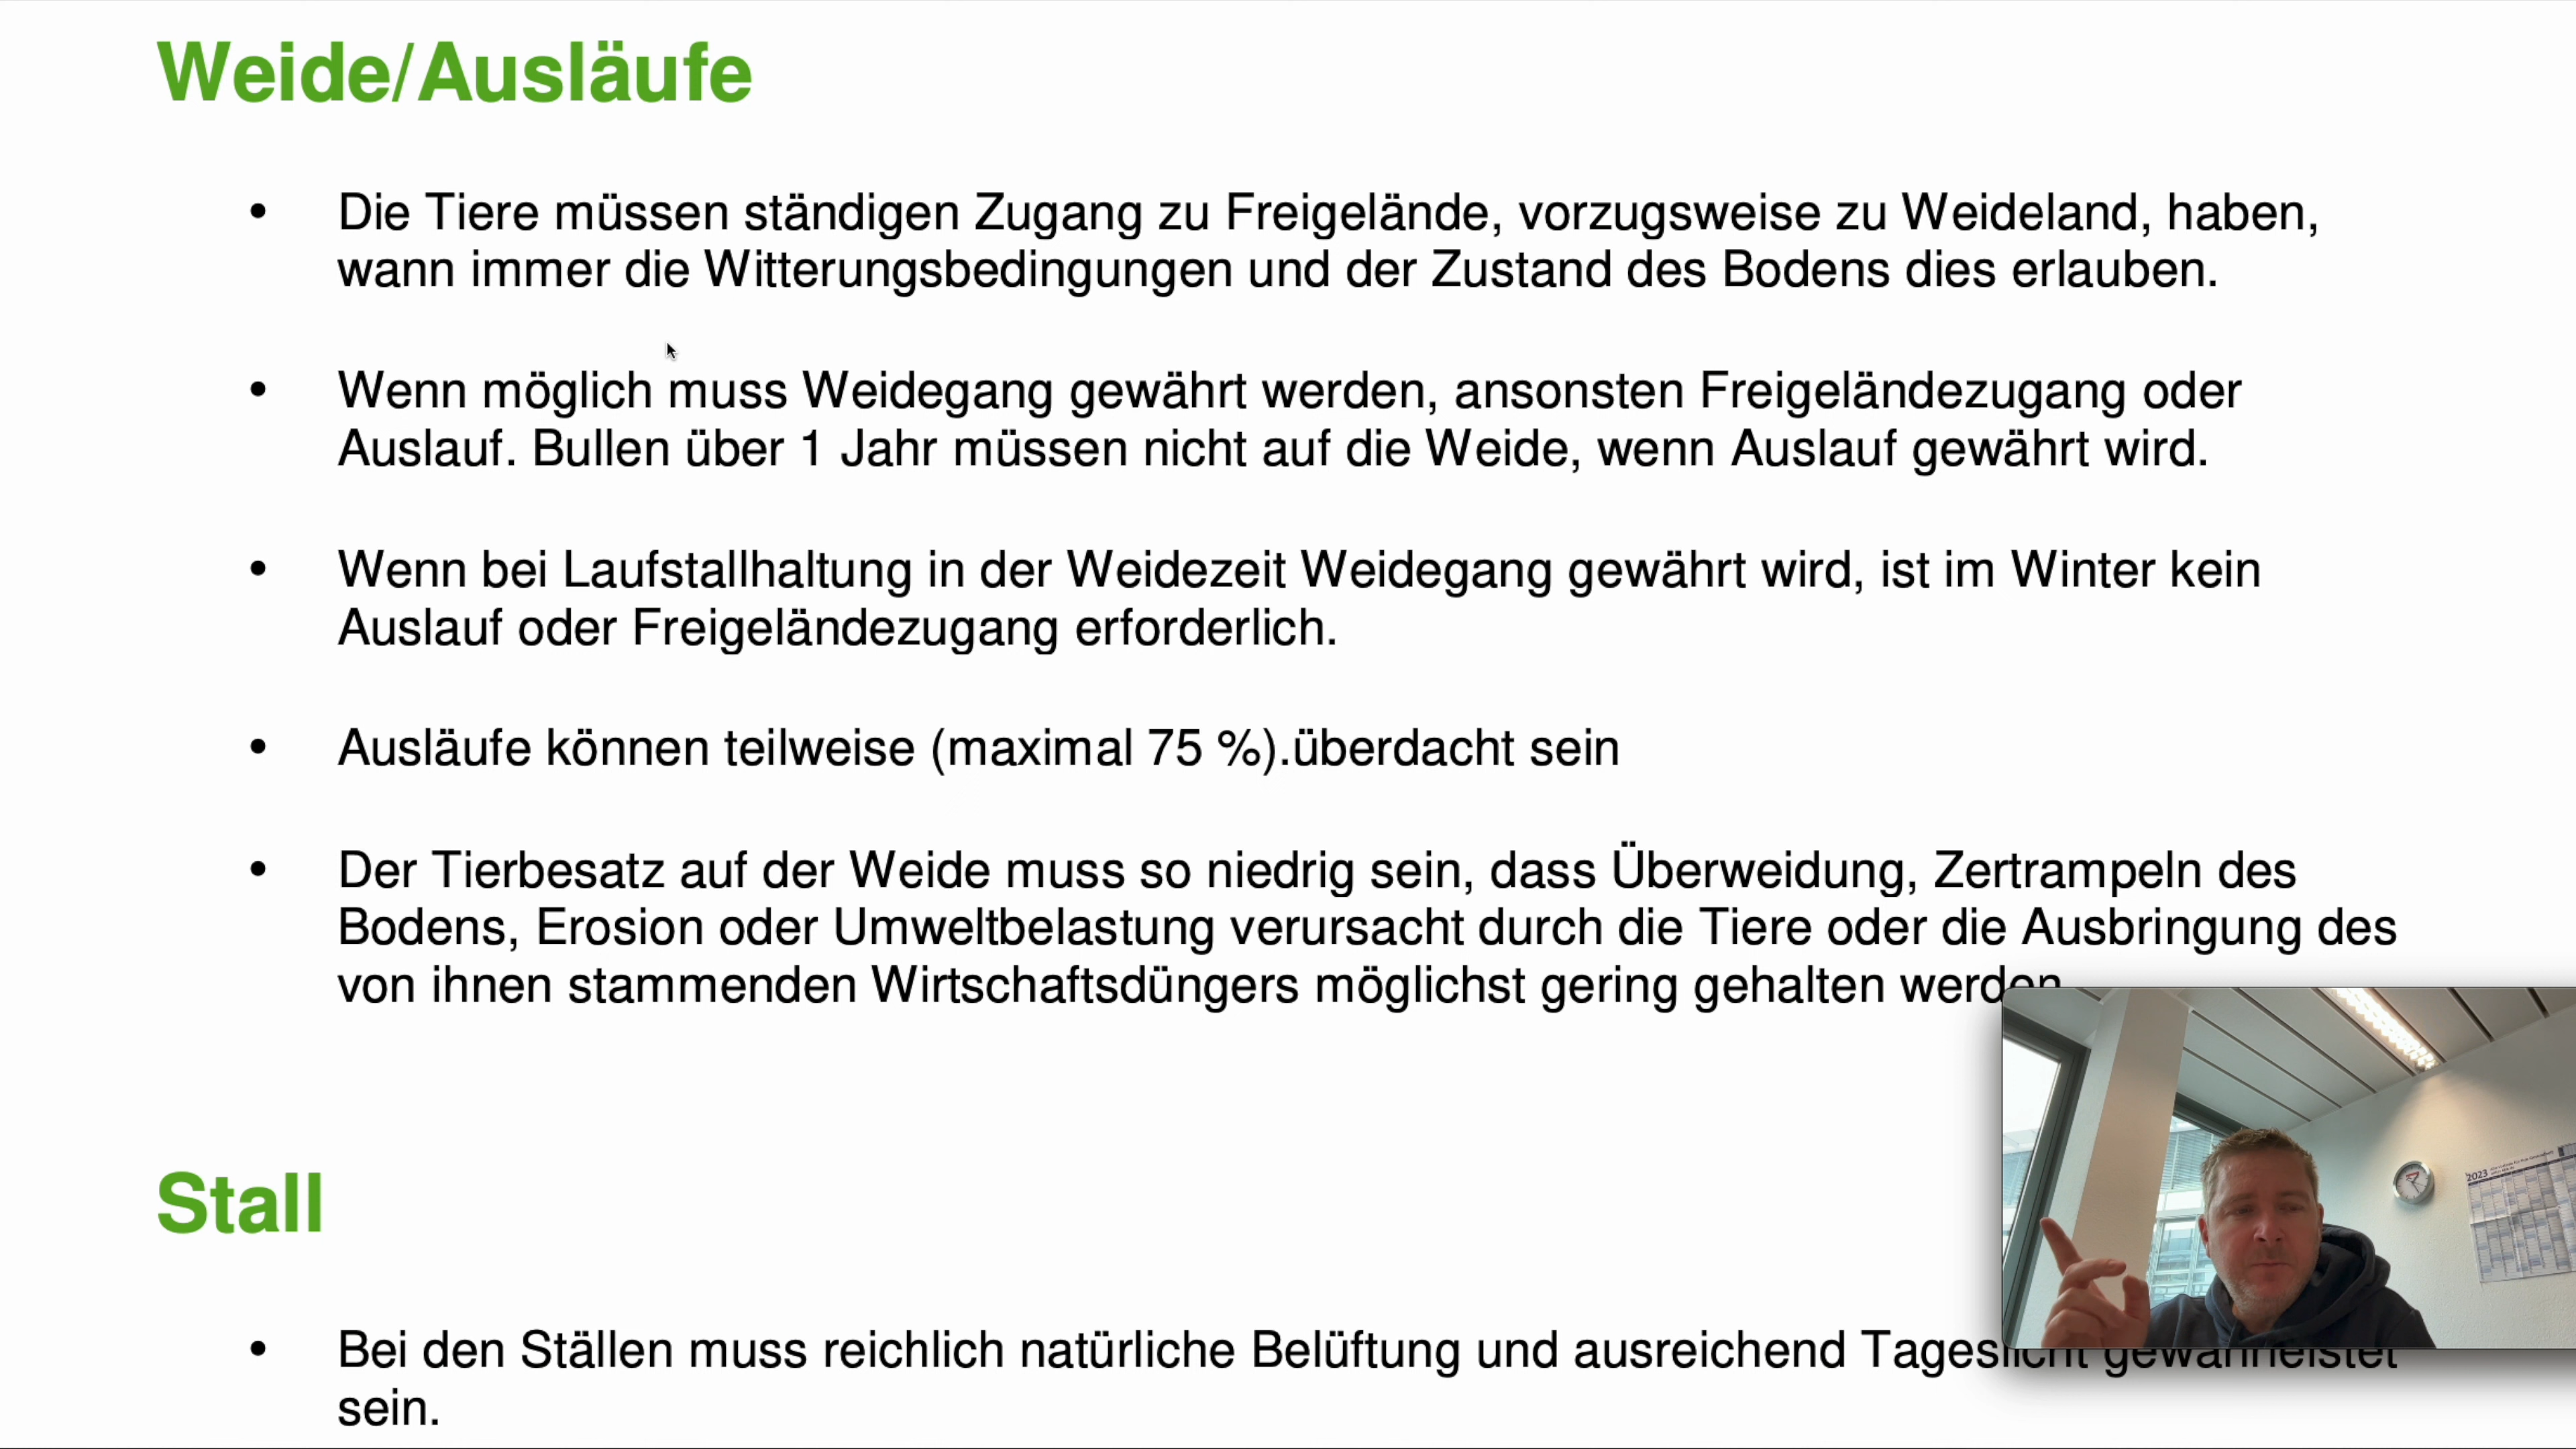 Weide/Ausläufe
• Die Tiere müssen ständigen Zugang zu Freigelände, vorzugsweise zu Weideland, haben,
wann immer die Witterungsbedingungen und der Zustand des Bodens dies erlauben.
• Wenn möglich muss Weidegang gewährt werden, ansonsten Freigeländezugang oder
Auslauf. Bullen über 1 Jahr müssen nicht auf die Weide, wenn Auslauf gewährt wird.
• Wenn bei Laufstallhaltung in der Weidezeit Weidegang gewährt wird, ist im Winter kein
Auslauf oder Freigeländezugang erforderlich.
• Ausläufe können teilweise (maximal 75 %).überdacht sein
• Der Tierbesatz auf der Weide muss so niedrig sein, dass Überweidung, Zertrampeln des
Bodens, Erosion oder Umweltbelastung verursacht durch die Tiere oder die Ausbringung des
von ihnen stammenden Wirtschaftsdüngers möglichst gering gehalten werden
2023
Stall
• Bei den Ställen muss reichlich natürliche Belüftung und ausreichend Tageslicht gewährleistet
sein.